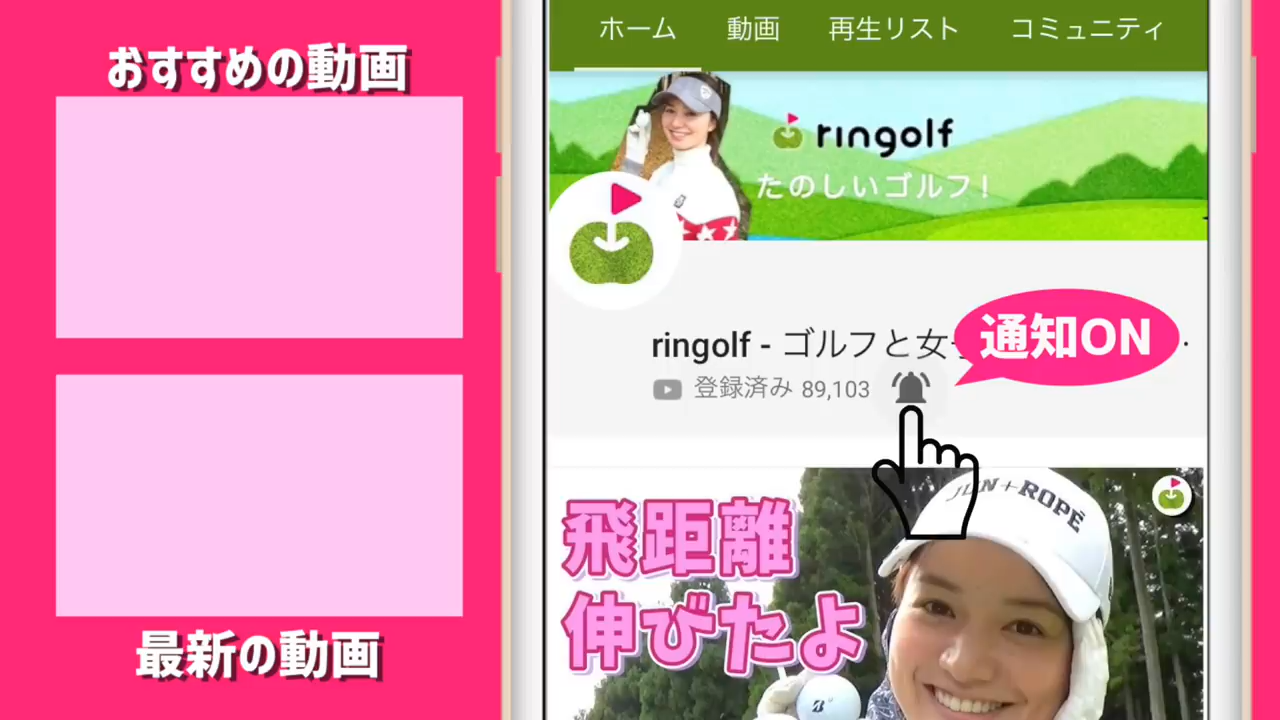 おすすめの動画
最新の動画
ホーム 動画 再生リスト コミュニティ
ringolf
たのしいゴルフ!
ringolf - ゴルフと女
通知ON
登録済み 89,103
飛距離
伸びたよ
JUN+ROPÉ
B